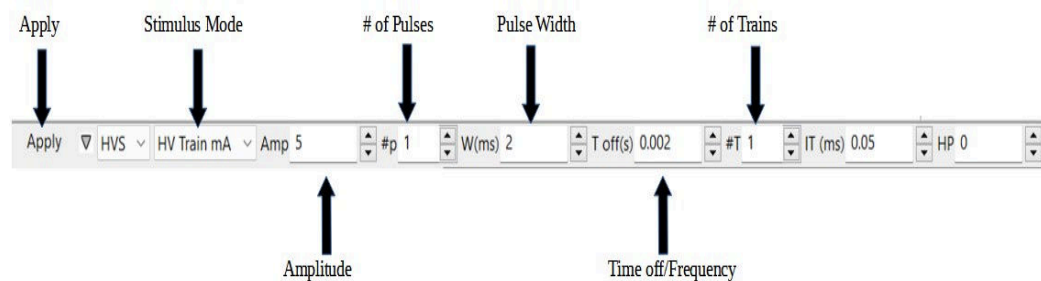 Apply Stimulus Mode # of Pulses Pulse Width # of Trains
Apply HVS HV Train mA Amp 5 #p 1 W(ms) 2 T off(s) 0.002 #T 1 IT (ms) 0.05 HP 0
Amplitude Time off/Frequency